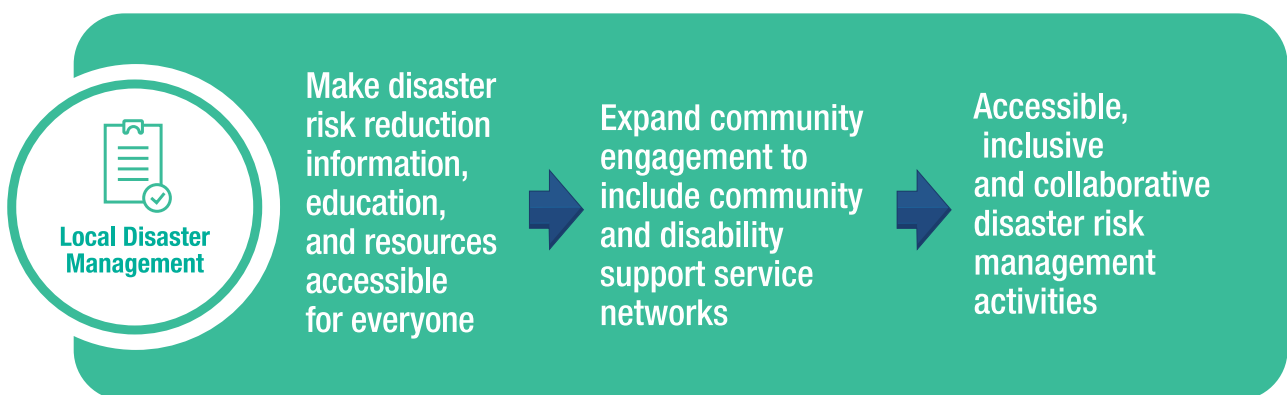 Local Disaster
Management
Make disaster
risk reduction
information,
education,
and resources
accessible
for everyone
Expand community
engagement to
include community
and disability
support service
networks
Accessible,
inclusive
and collaborative
disaster risk
management
activities